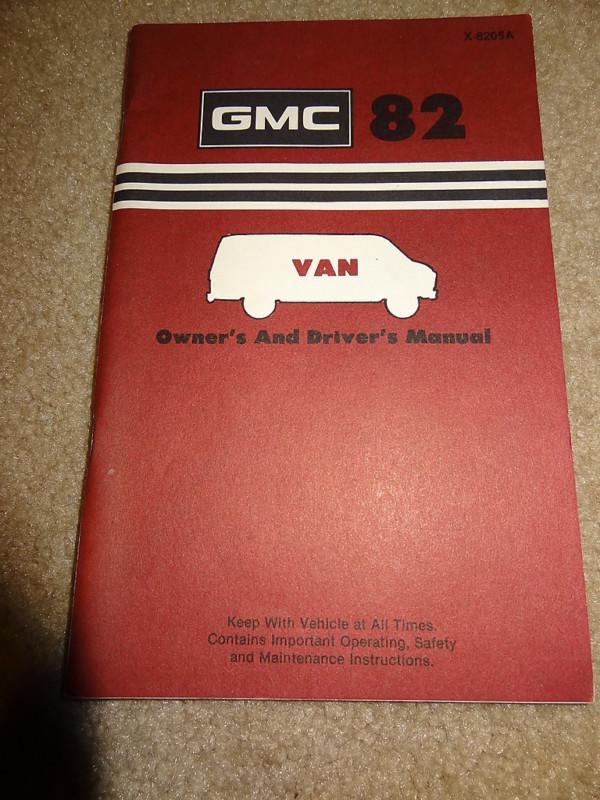 X-8205A
GMC 82
VAN
Owner's And Driver's Manual
Keep With Vehicle at All Times.
Contains Important Operating, Safety
and Maintenance Instructions.